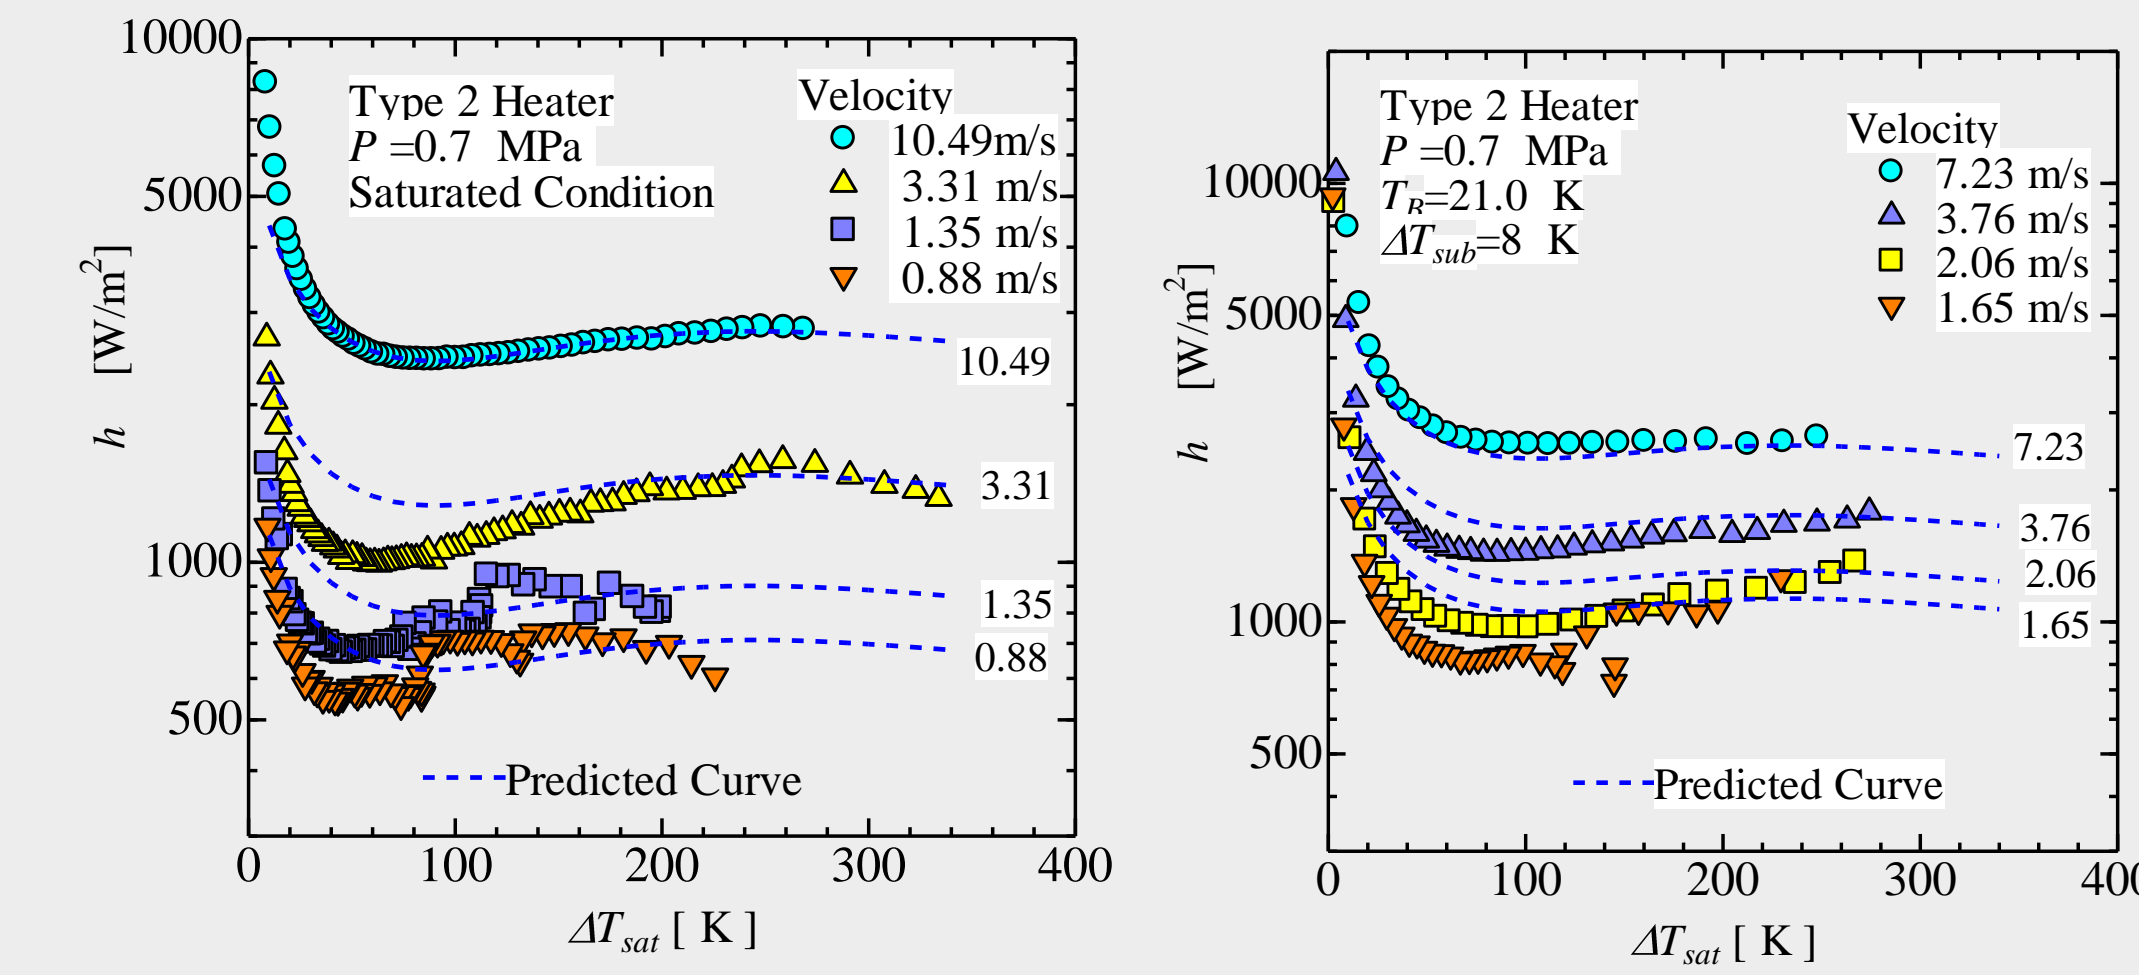 10000
5000
1000
500
h [W/m2]
Type 2 Heater
P =0.7 MPa
Saturated Condition
Velocity
10.49m/s
3.31 m/s
1.35 m/s
0.88 m/s
10.49
3.31
1.35
0.88
Predicted Curve
0 100 200 300 400
ΔTsat [ K ]
10000
5000
1000
500
h [W/m2]
Type 2 Heater
P =0.7 MPa
TB=21.0 K
ΔTsub=8 K
Velocity
7.23 m/s
3.76 m/s
2.06 m/s
1.65 m/s
7.23
3.76
2.06
1.65
Predicted Curve
0 100 200 300 400
ΔTsat [ K ]